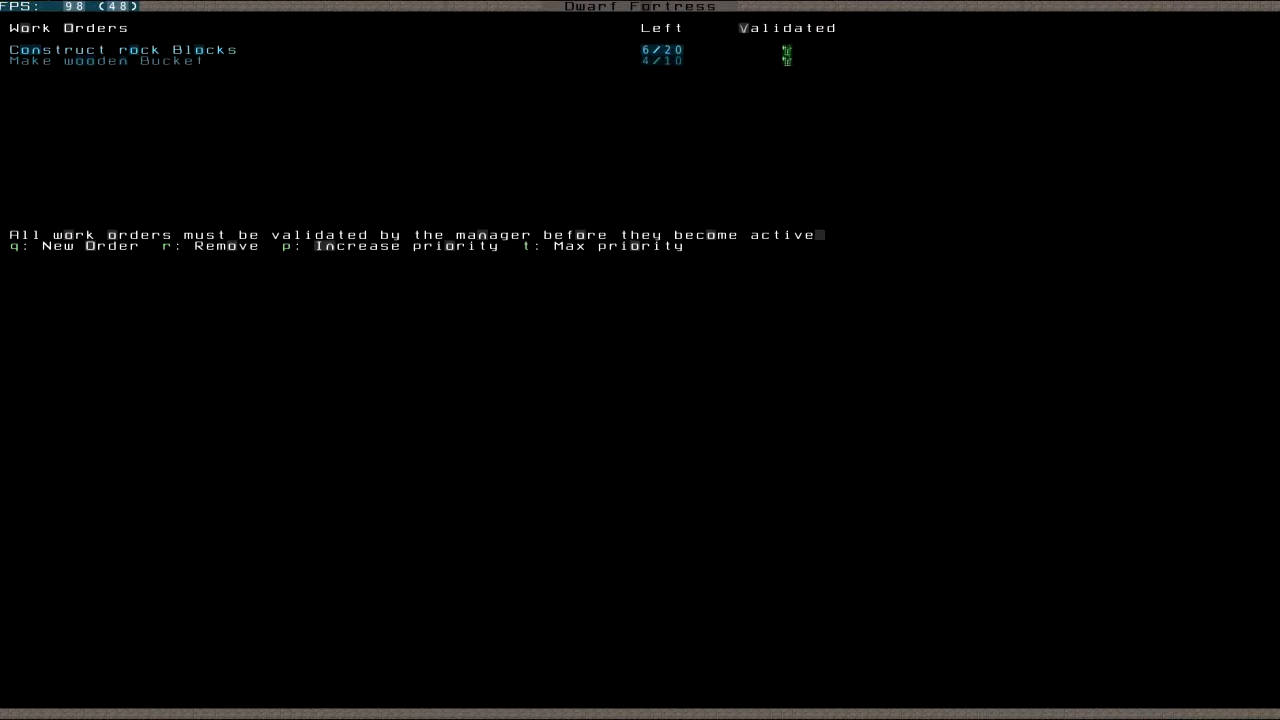 FPS: 98 (48) Dwarf Fortress
Work Orders Left Validated
Construct rock Blocks 6/20
Make wooden Bucket 4/10
All work orders must be validated by the manager before they become active.
q: New Order r: Remove p: Increase priority t: Max priority